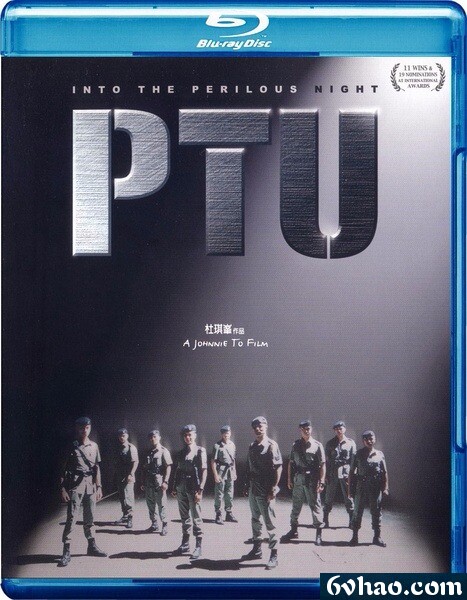 Blu-ray Disc
11 WINS &
19 NOMINATIONS
AT INTERNATIONAL
AWARDS
INTO THE PERILOUS NIGHT
PTU
杜琪峯作品
A JOHNNIE TO FILM
6vhao.com